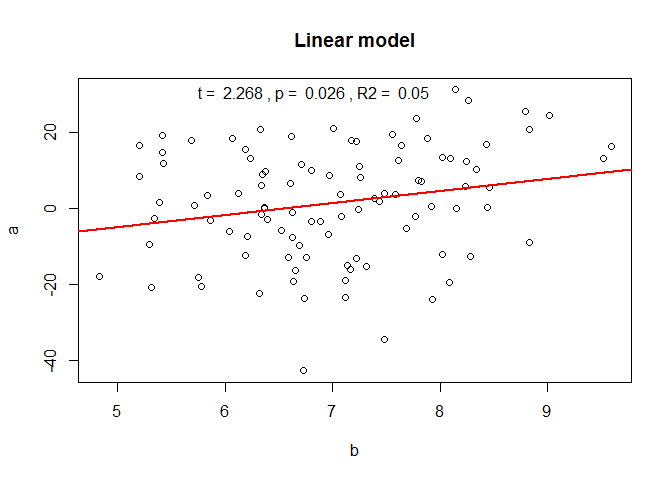 Linear model
t = 2.268 , p = 0.026 , R2 = 0.05
20
0
-20
-40
a
5 6 7 8 9
b